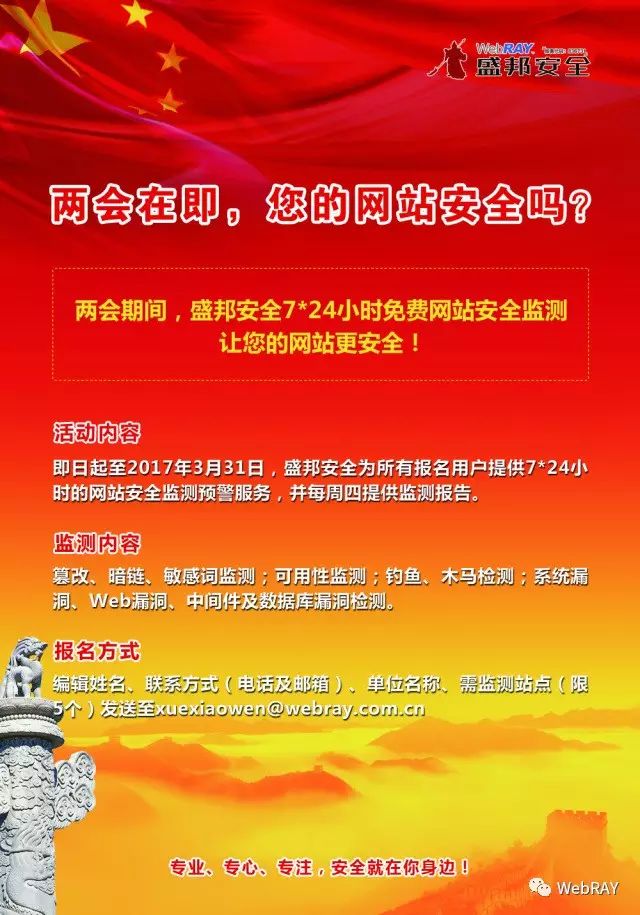 WebRAY
盛邦安全
两会在即，您的网站安全吗?
两会期间，盛邦安全7*24小时免费网站安全监测
让您的网站更安全！
活动内容
即日起至2017年3月31日，盛邦安全为所有报名用户提供7*24小
时的网站安全监测预警服务，并每周四提供监测报告。
监测内容
篡改、暗链、敏感词监测；可用性监测；钓鱼、木马检测；系统漏
洞、Web漏洞、中间件及数据库漏洞检测。
报名方式
编辑姓名、联系方式（电话及邮箱）、单位名称、需监测站点（限
5个）发送至xuexiaowen@webray.com.cn
专业、专心、专注，安全就在你身边！
WebRAY